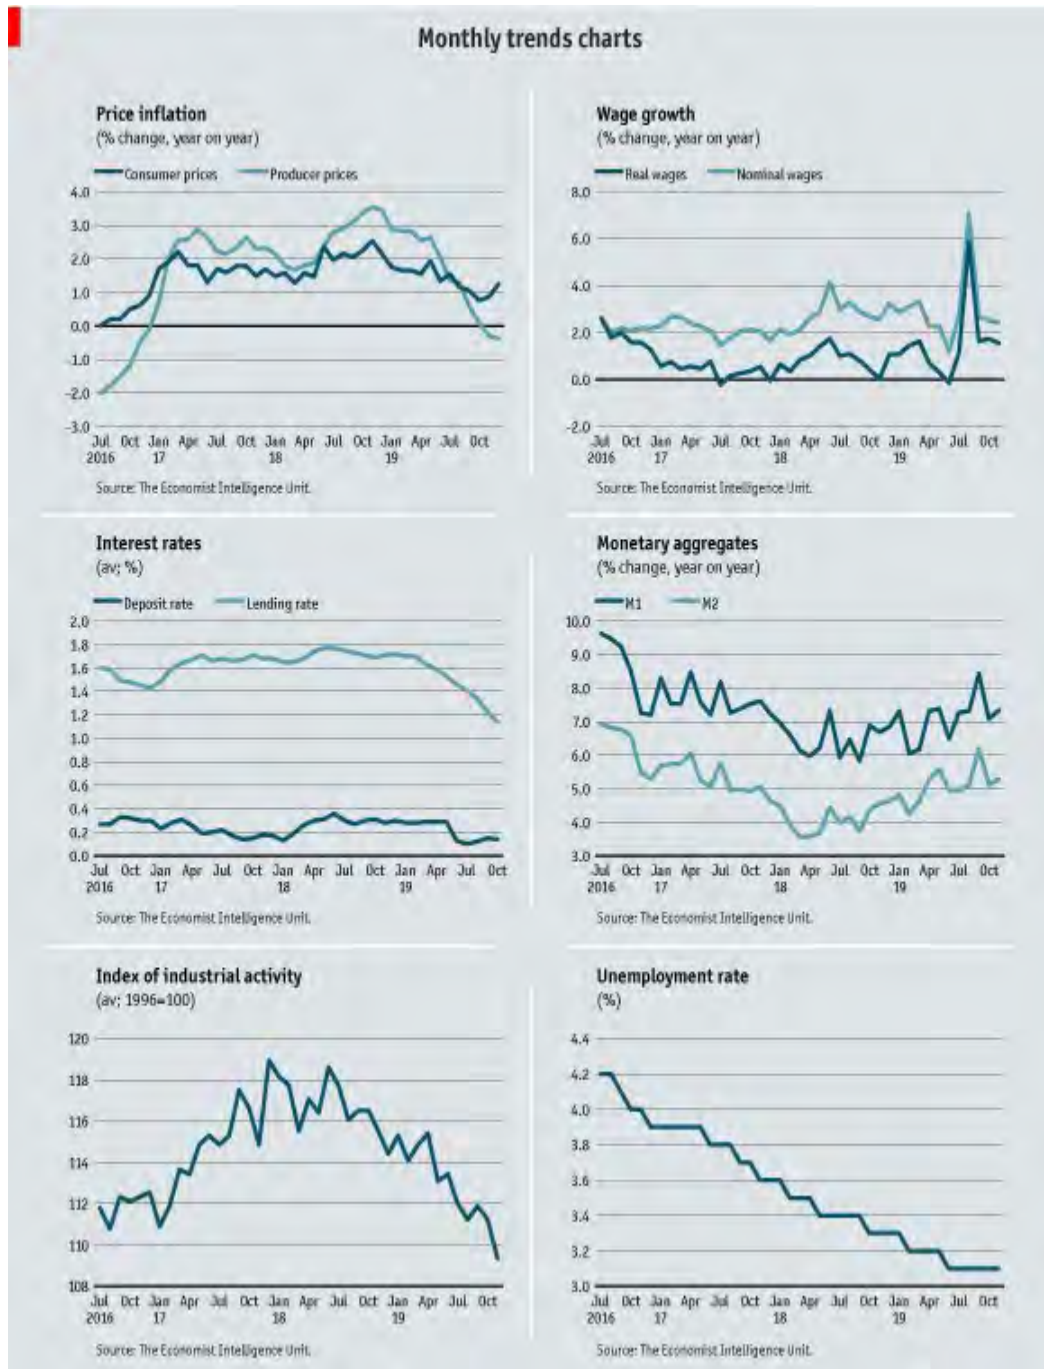 Monthly trends charts
Price inflation
(% change, year on year)
Consumer prices Producer prices
4.0
3.0
2.0
1.0
0.0
-1.0
-2.0
-3.0
Jul Oct Jan Apr Jul Oct Jan Apr Jul Oct Jan Apr Jul Oct
2016 17 18 19
Source: The Economist Intelligence Unit.
Wage growth
(% change, year on year)
Real wages Nominal wages
8.0
6.0
4.0
2.0
0.0
-2.0
Jul Oct Jan Apr Jul Oct Jan Apr Jul Oct Jan Apr Jul Oct
2016 17 18 19
Source: The Economist Intelligence Unit.
Interest rates
(av; %)
Deposit rate Lending rate
2.0
1.8
1.6
1.4
1.2
1.0
0.8
0.6
0.4
0.2
0.0
Jul Oct Jan Apr Jul Oct Jan Apr Jul Oct Jan Apr Jul Oct
2016 17 18 19
Source: The Economist Intelligence Unit.
Monetary aggregates
(% change, year on year)
M1 M2
10.0
9.0
8.0
7.0
6.0
5.0
4.0
3.0
Jul Oct Jan Apr Jul Oct Jan Apr Jul Oct Jan Apr Jul Oct
2016 17 18 19
Source: The Economist Intelligence Unit.
Index of industrial activity
(av; 1996=100)
120
118
116
114
112
110
108
Jul Oct Jan Apr Jul Oct Jan Apr Jul Oct Jan Apr Jul Oct
2016 17 18 19
Source: The Economist Intelligence Unit.
Unemployment rate
(%)
4.4
4.2
4.0
3.8
3.6
3.4
3.2
3.0
Jul Oct Jan Apr Jul Oct Jan Apr Jul Oct Jan Apr Jul Oct
2016 17 18 19
Source: The Economist Intelligence Unit.